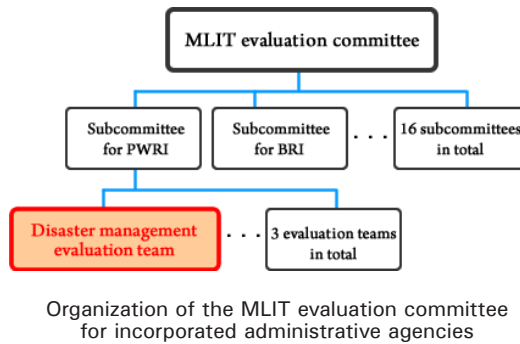 MLIT evaluation committee
Subcommittee
for PWRI
Subcommittee
for BRI
. . .
16 subcommittees
in total
Disaster management
evaluation team
. . .
3 evaluation teams
in total
Organization of the MLIT evaluation committee
for incorporated administrative agencies